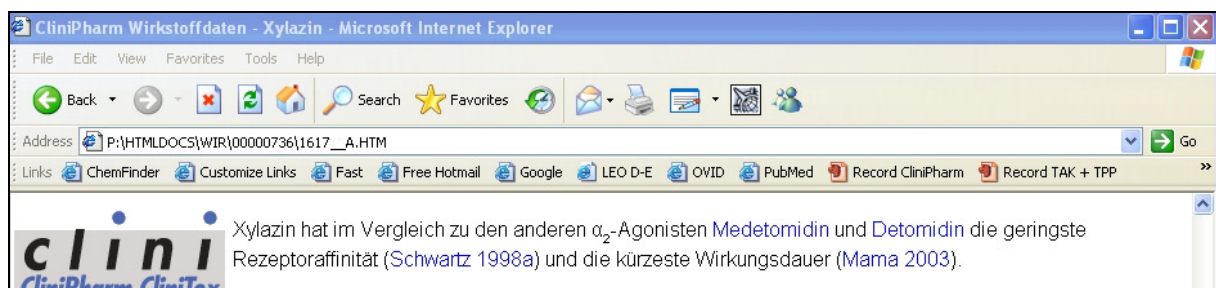 CliniPharm Wirkstoffdaten - Xylazin - Microsoft Internet Explorer
File Edit View Favorites Tools Help
Back Search Favorites
Address P:\HTMLDOCS\WIR\00000736\1617__A.HTM Go
Links ChemFinder Customize Links Fast Free Hotmail Google LEO D-E OVID PubMed Record CliniPharm Record TAK + TPP »
Xylazin hat im Vergleich zu den anderen α₂-Agonisten Medetomidin und Detomidin die geringste
Rezeptoraffinität (Schwartz 1998a) und die kürzeste Wirkungsdauer (Mama 2003).
clini
CliniPharm CliniTox